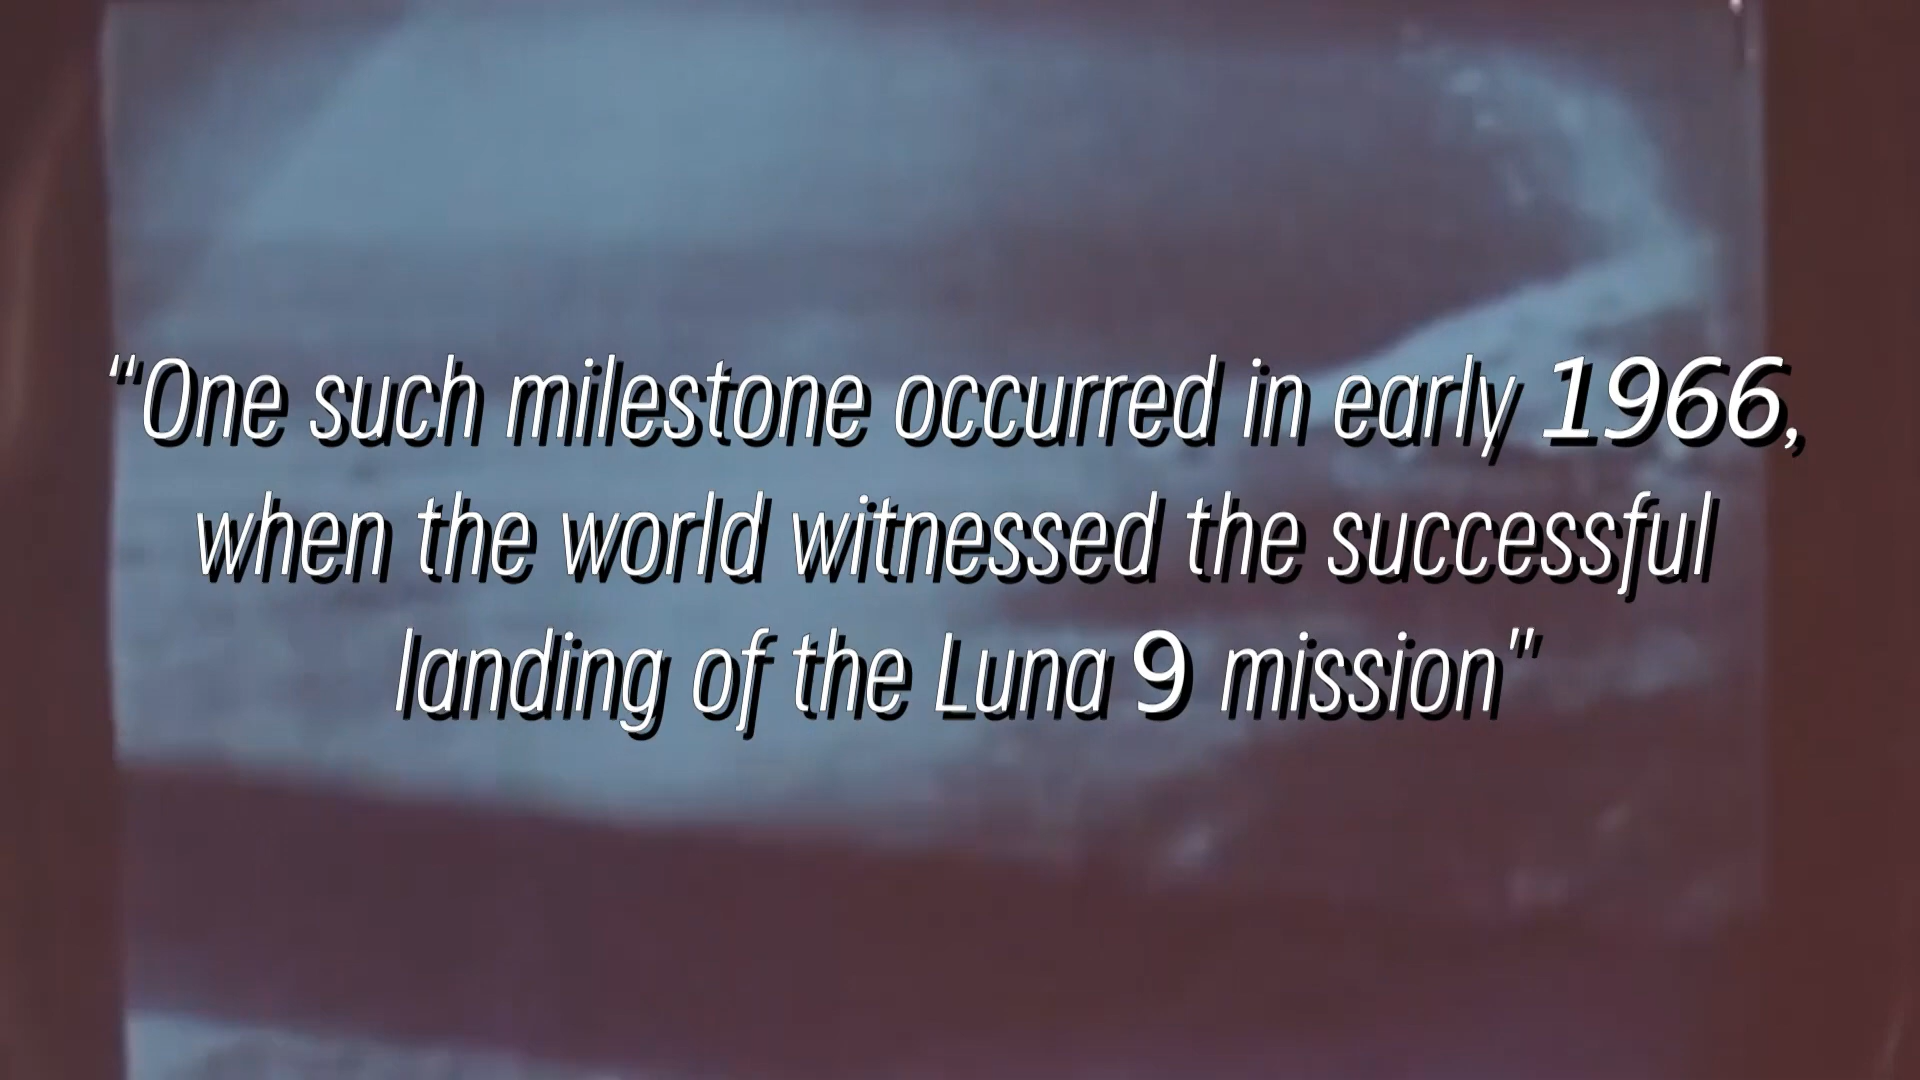 “One such milestone occurred in early 1966,
when the world witnessed the successful
landing of the Luna 9 mission”